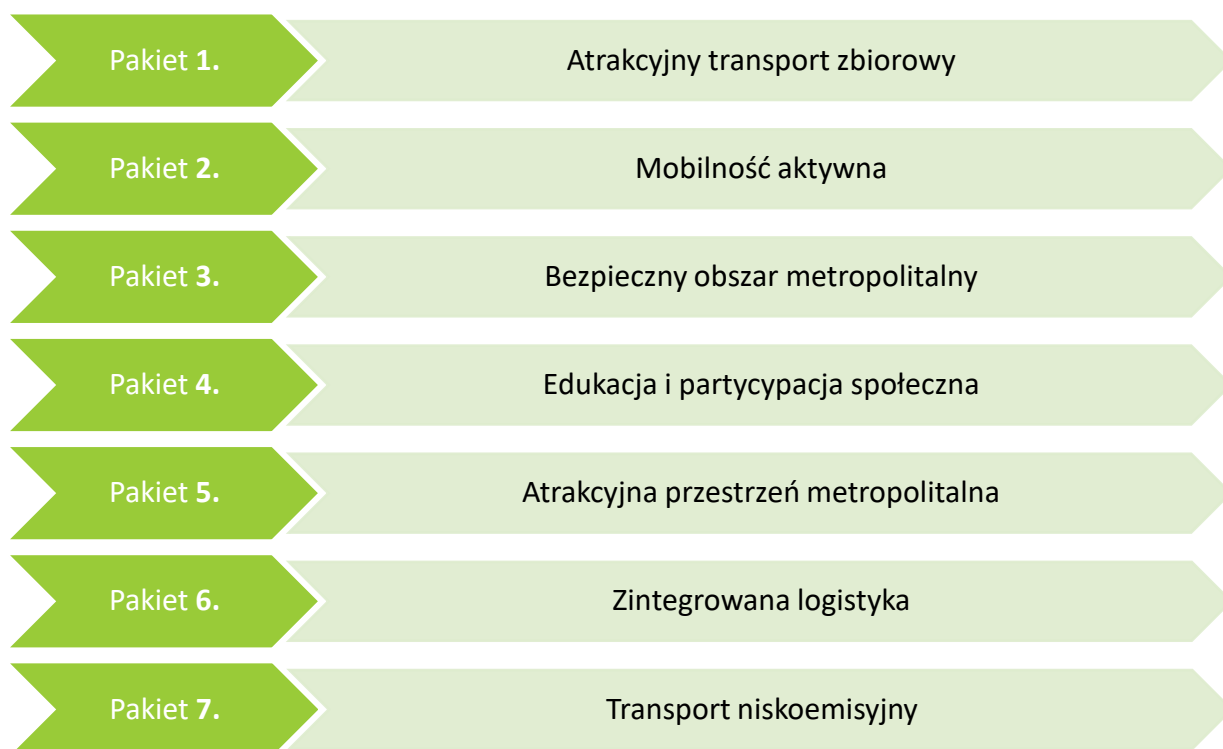 Pakiet 1. Atrakcyjny transport zbiorowy
Pakiet 2. Mobilność aktywna
Pakiet 3. Bezpieczny obszar metropolitalny
Pakiet 4. Edukacja i partycypacja społeczna
Pakiet 5. Atrakcyjna przestrzeń metropolitalna
Pakiet 6. Zintegrowana logistyka
Pakiet 7. Transport niskoemisyjny